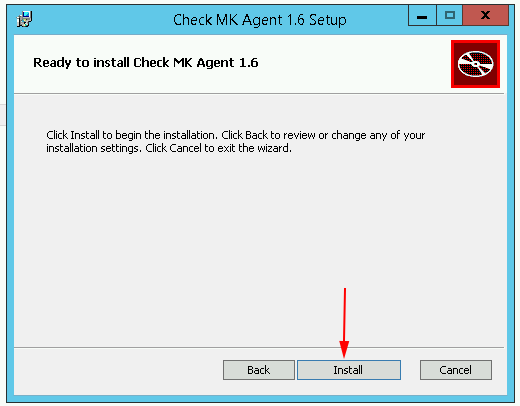 Check MK Agent 1.6 Setup
Ready to install Check MK Agent 1.6
Click Install to begin the installation. Click Back to review or change any of your
installation settings. Click Cancel to exit the wizard.
Back
Install
Cancel